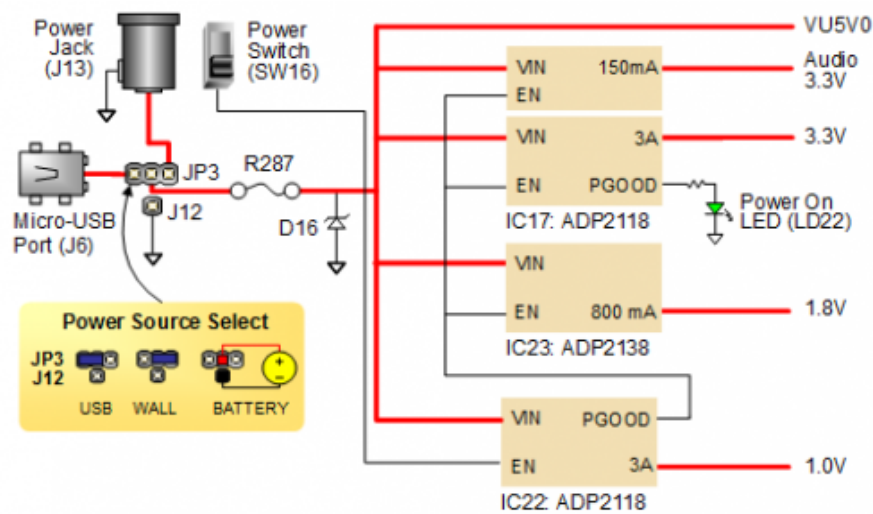 Power
Jack
(J13)
Power
Switch
(SW16)
VU5V0
VIN 150mA
EN
Audio
3.3V
VIN 3A
3.3V
EN PGOOD
IC17: ADP2118
Power On
LED (LD22)
JP3
R287
J12
D16
Micro-USB
Port (J6)
VIN
EN 800 mA
1.8V
IC23: ADP2138
Power Source Select
JP3
J12
USB WALL BATTERY
VIN PGOOD
EN 3A
1.0V
IC22: ADP2118